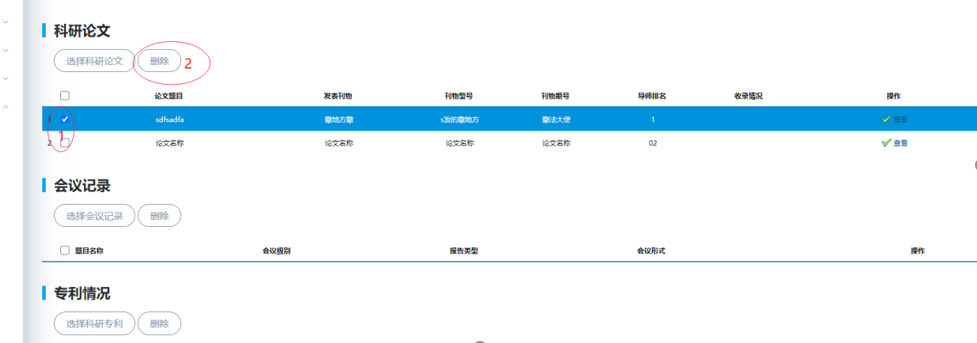 科研论文
选择科研论文 删除 2
论文题目 发表刊物 刊物型号 刊物期号 导师排名 收录情况 操作
1 sdfsadfa 撒地方撒 s发的撒地方 撒法大使 1 查看
1
2 论文名称 论文名称 论文名称 论文名称 02 查看
会议记录
选择会议记录 删除
题目名称 会议级别 报告类型 会议形式 操作
专利情况
选择科研专利 删除